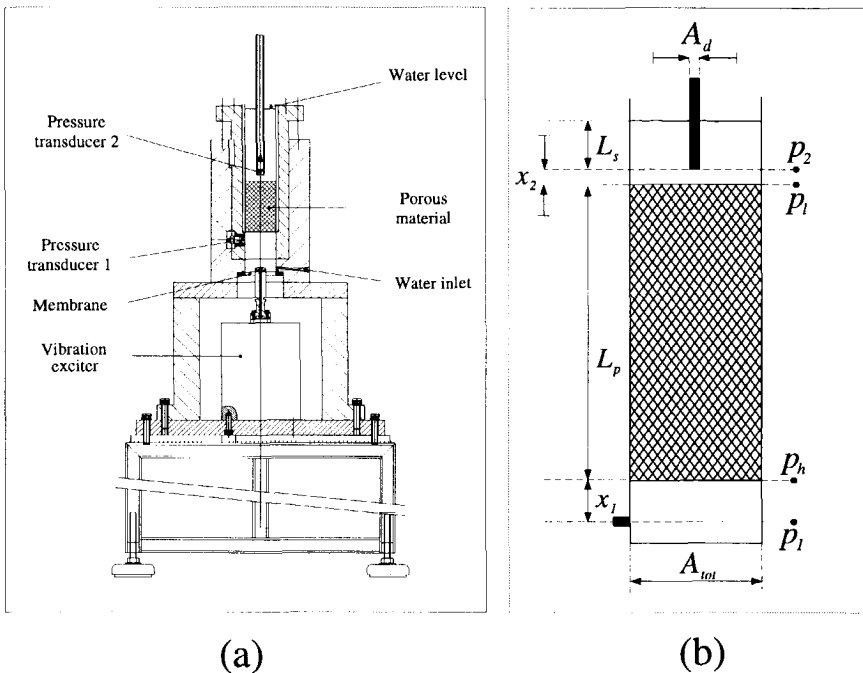 Water level
Pressure
transducer 2
Porous
material
Pressure
transducer 1
Water inlet
Membrane
Vibration
exciter
(a)
A_d
L_s
x_2
p_2
p_l
L_p
p_h
x_1
p_1
A_tot
(b)